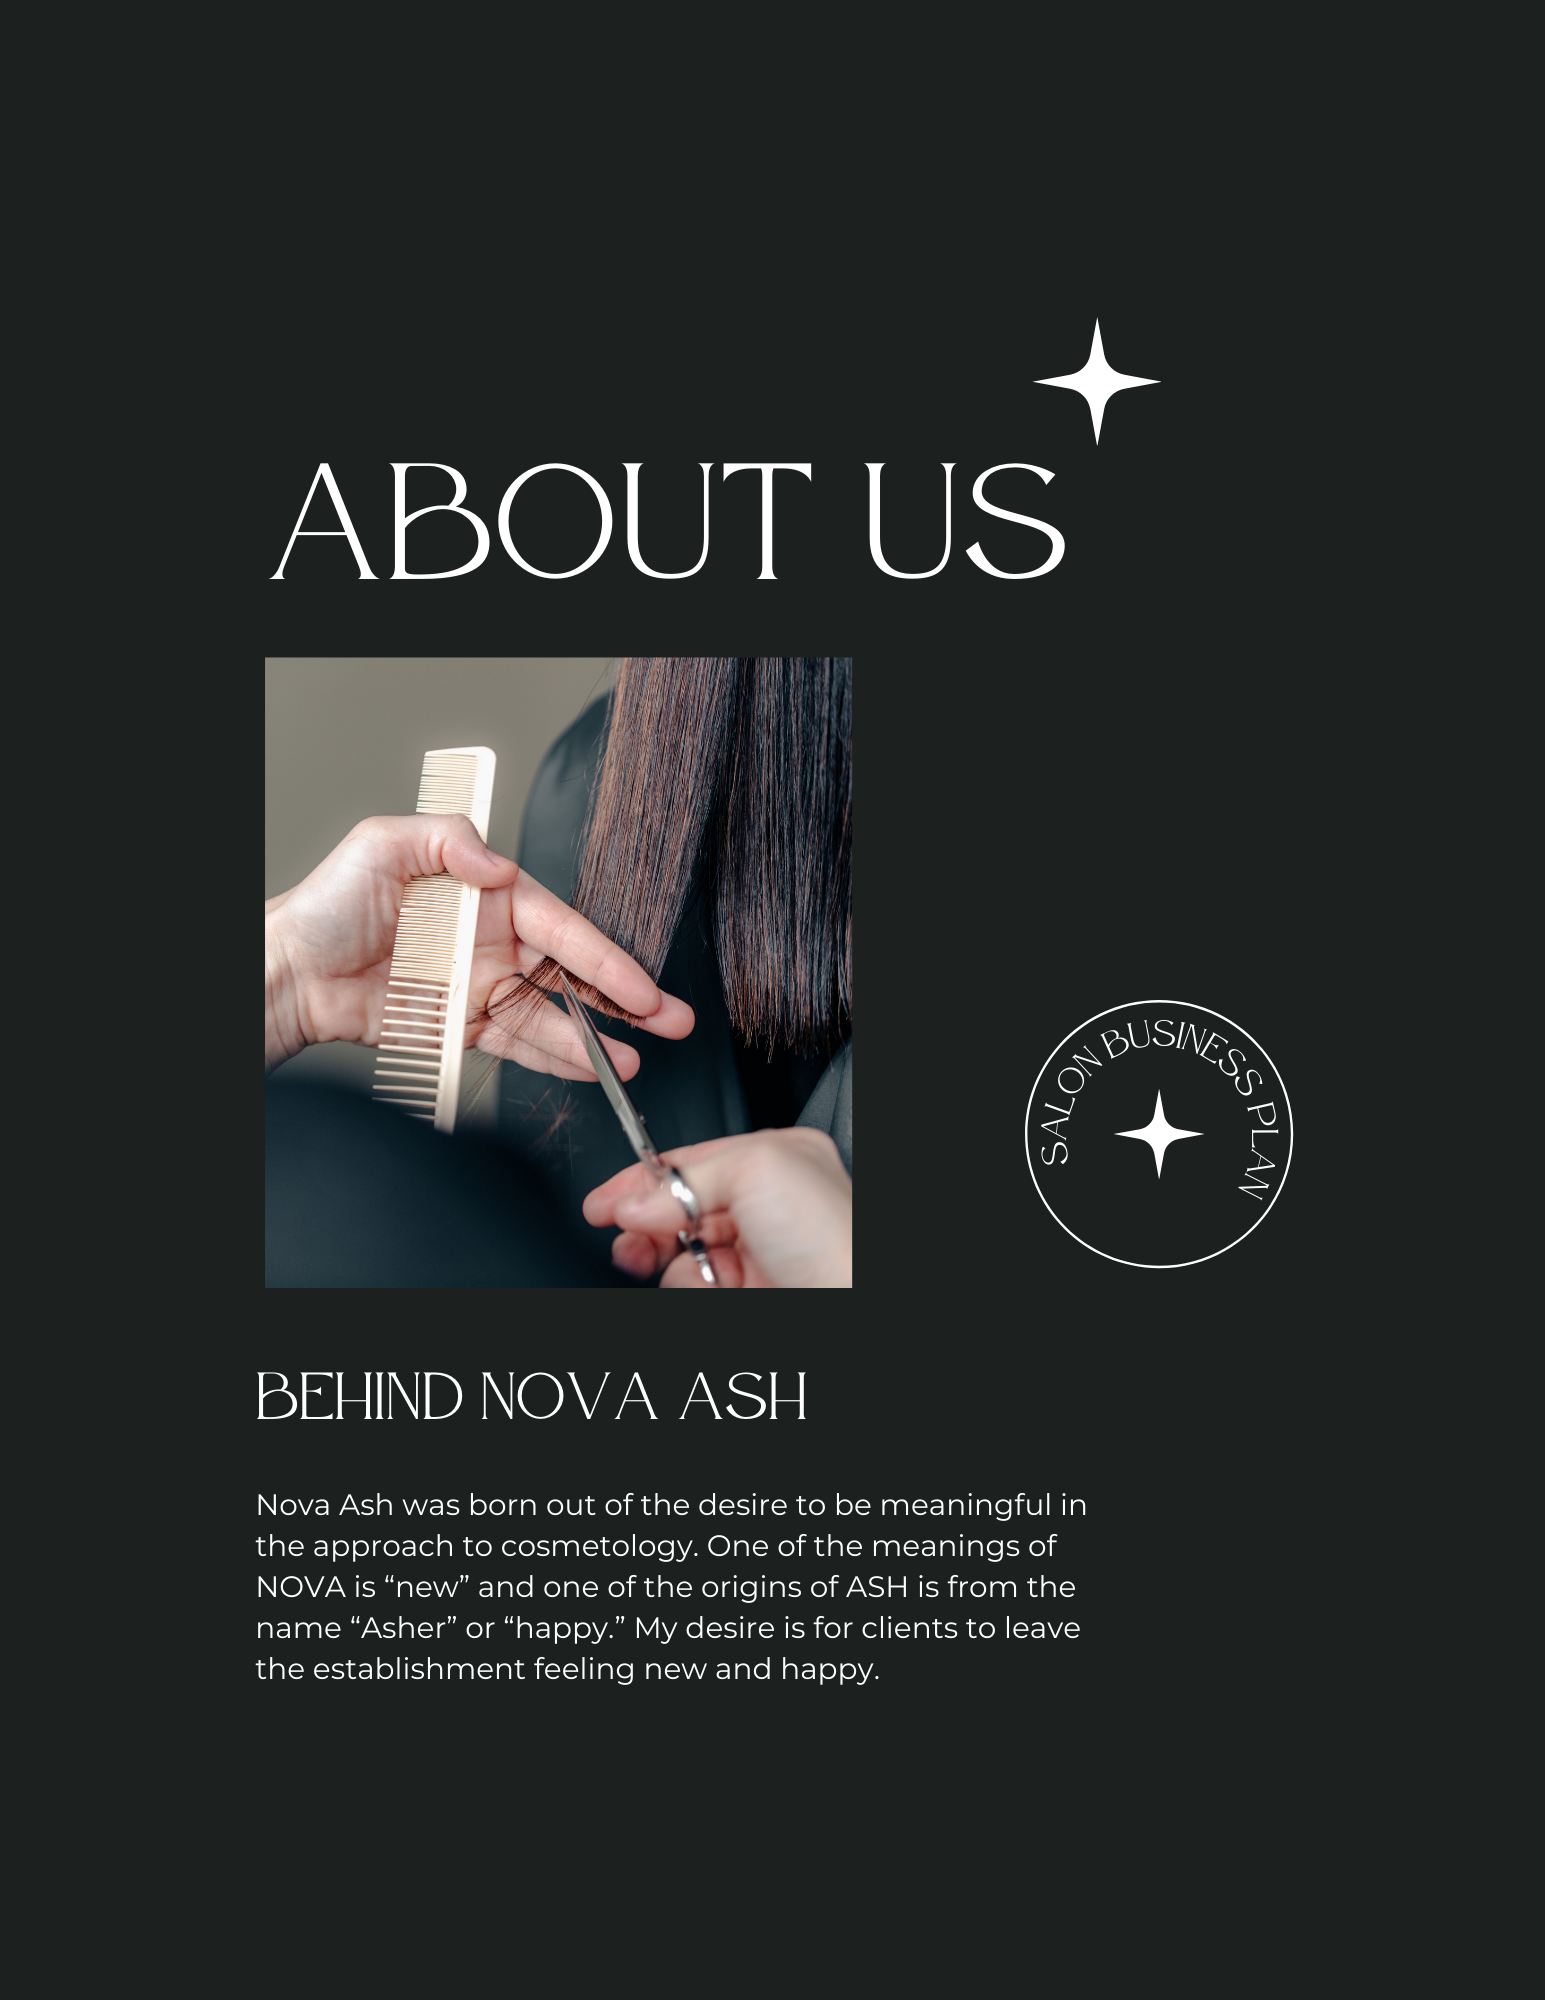 ABOUT US
SALON BUSINESS PLAN
BEHIND NOVA ASH
Nova Ash was born out of the desire to be meaningful in
the approach to cosmetology. One of the meanings of
NOVA is “new” and one of the origins of ASH is from the
name “Asher” or “happy.” My desire is for clients to leave
the establishment feeling new and happy.